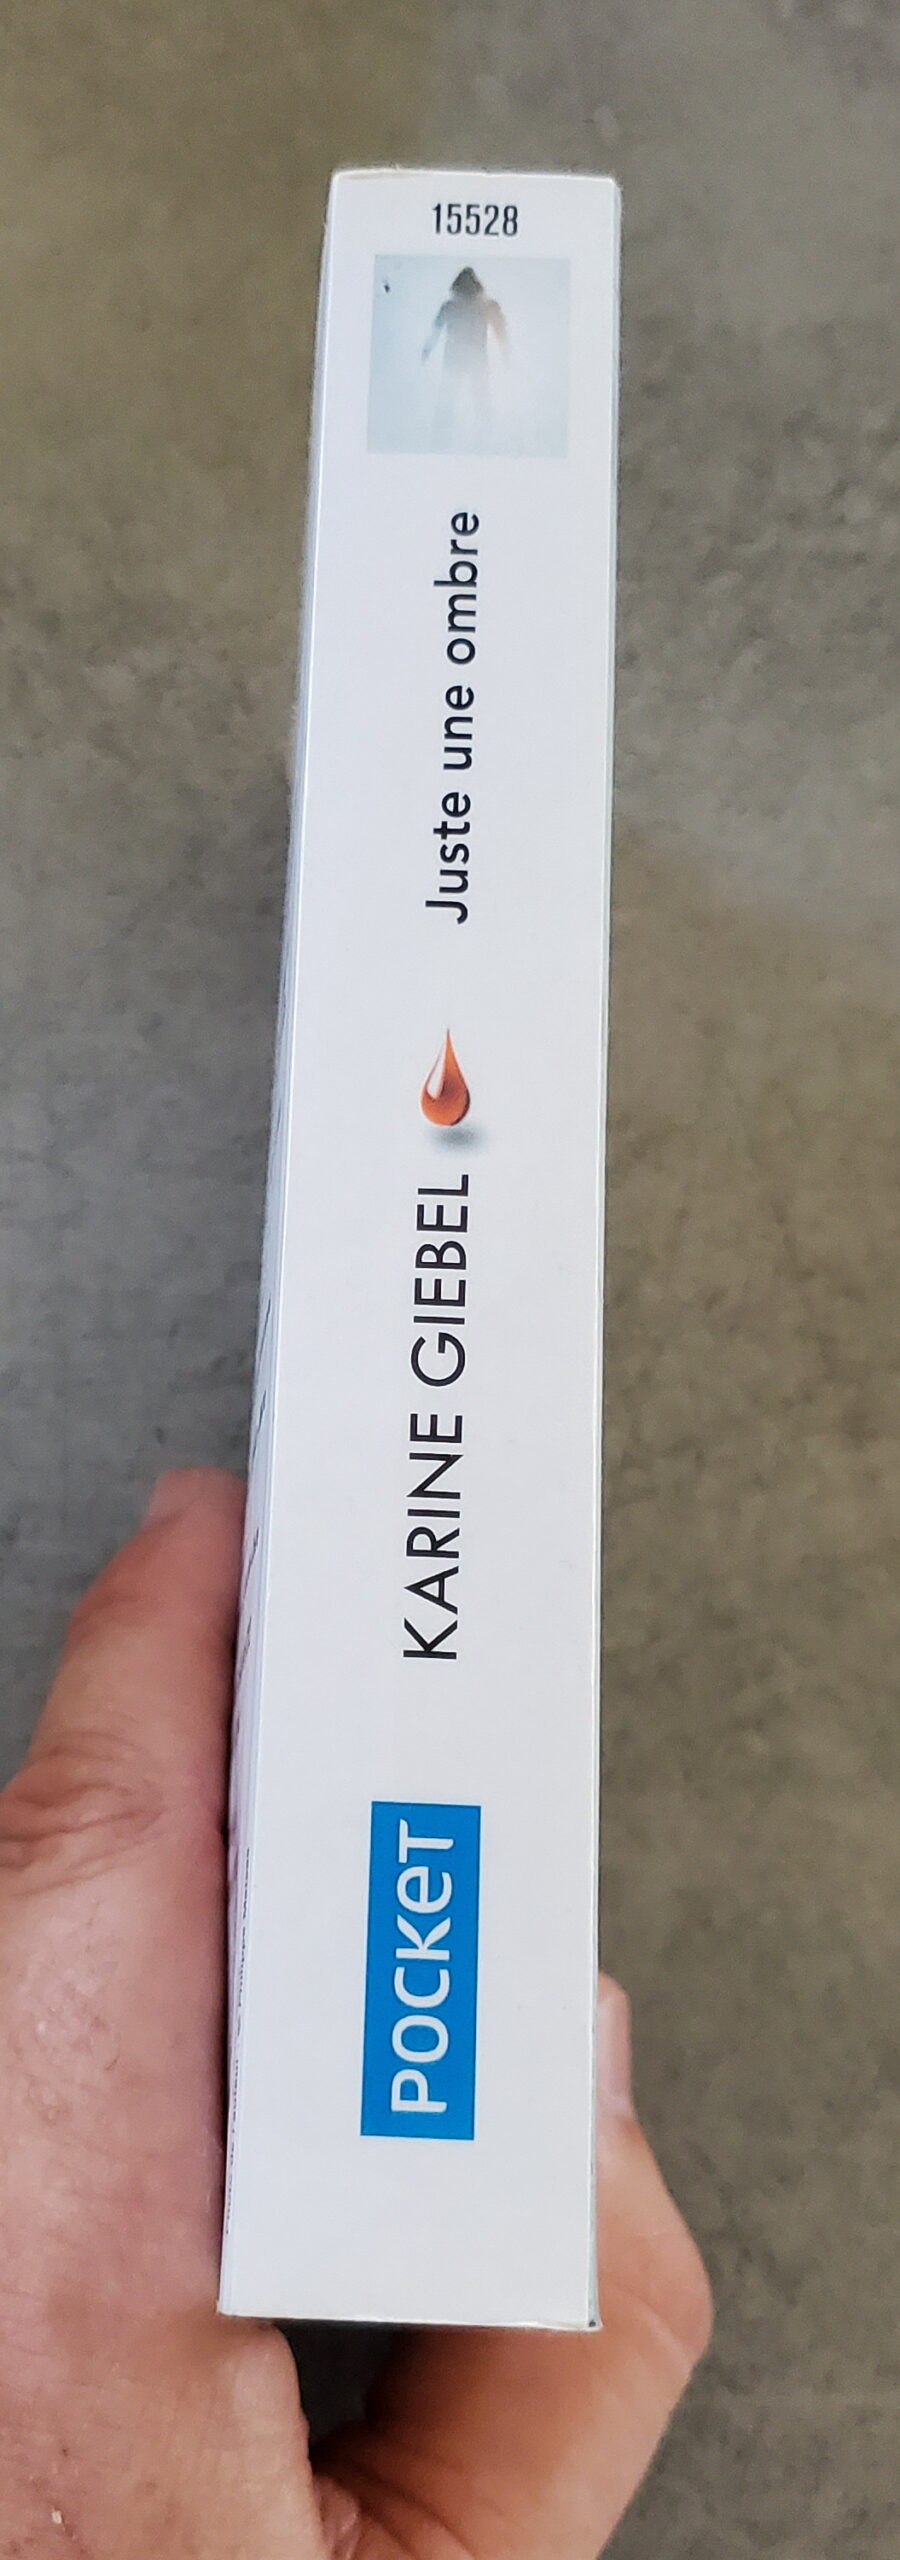 15528
Juste une ombre
KARINE GIEBEL
POCKET